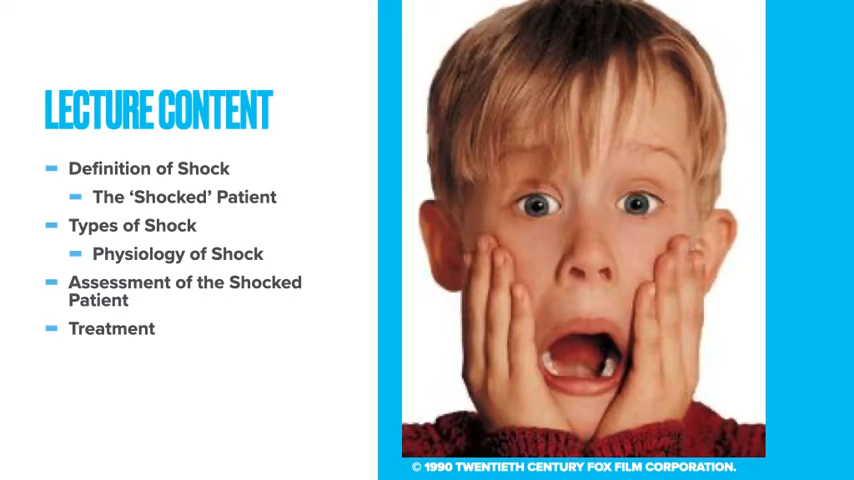 LECTURE CONTENT
Definition of Shock
The ‘Shocked’ Patient
Types of Shock
Physiology of Shock
Assessment of the Shocked
Patient
Treatment
© 1990 TWENTIETH CENTURY FOX FILM CORPORATION.